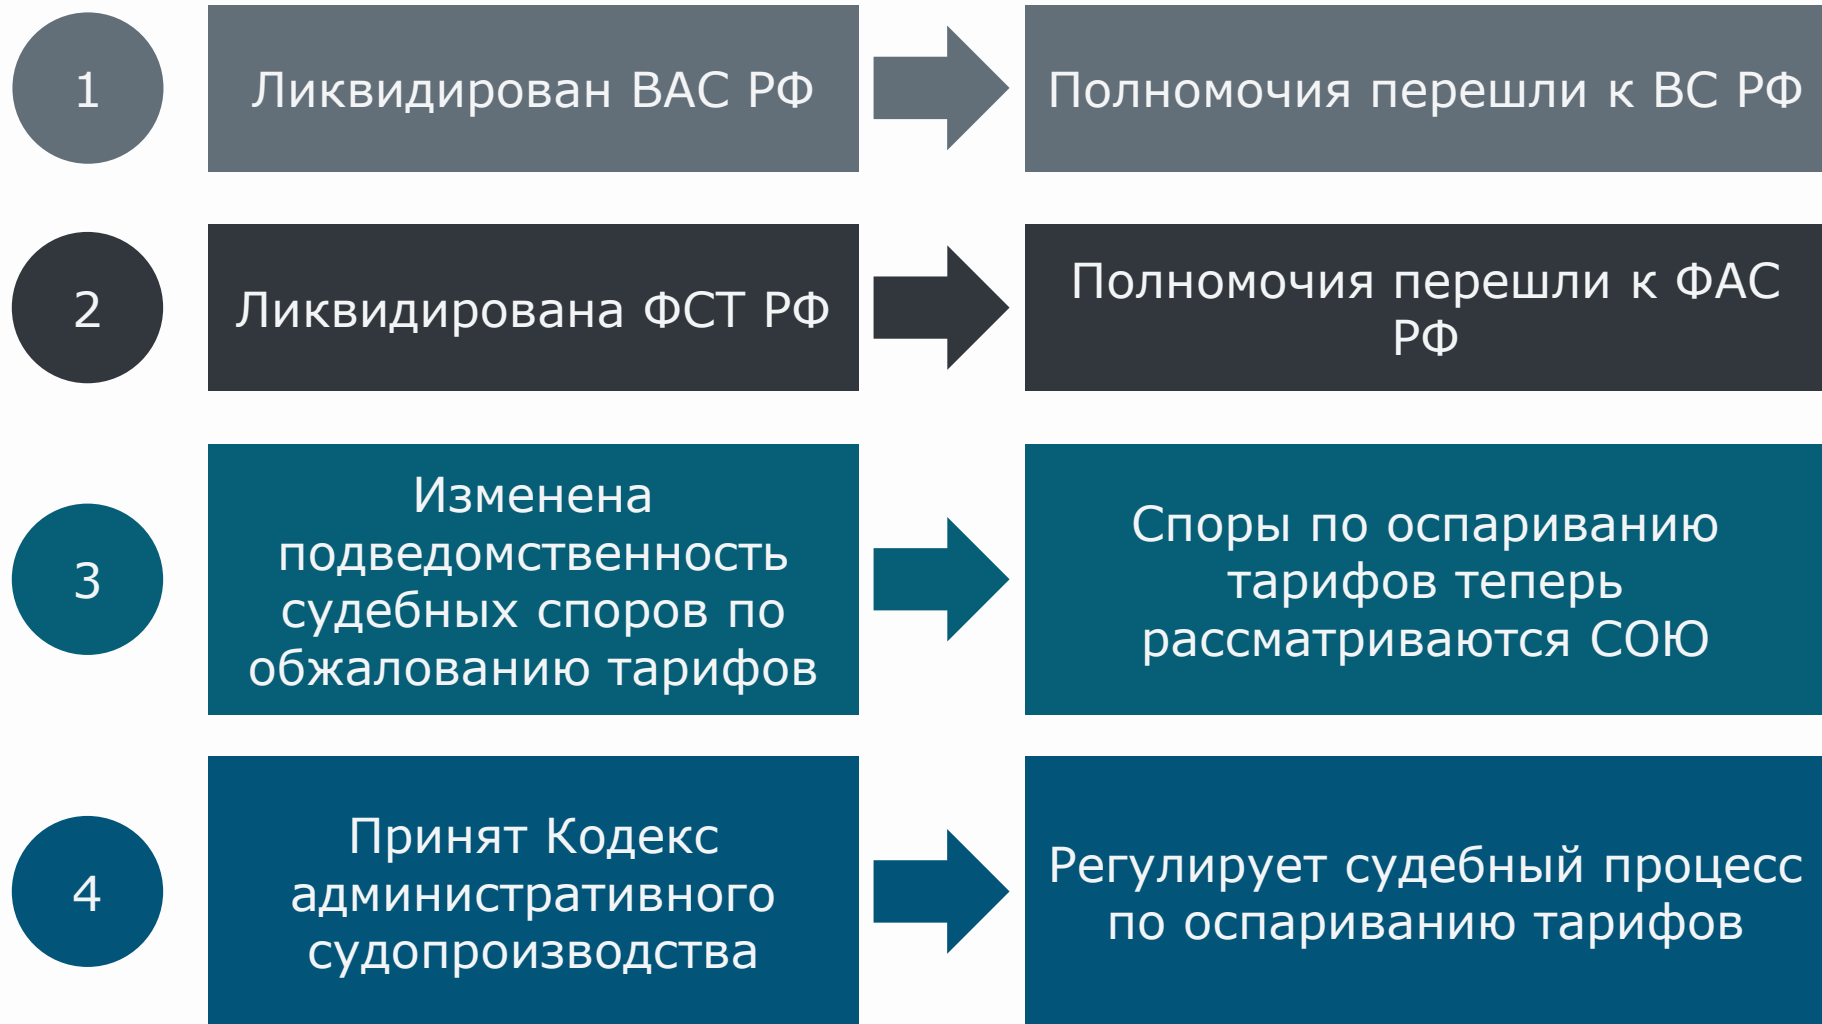 1
Ликвидирован ВАС РФ
Полномочия перешли к ВС РФ
2
Ликвидирована ФСТ РФ
Полномочия перешли к ФАС
РФ
3
Изменена
подведомственность
судебных споров по
обжалованию тарифов
Споры по оспариванию
тарифов теперь
рассматриваются СОЮ
4
Принят Кодекс
административного
судопроизводства
Регулирует судебный процесс
по оспариванию тарифов